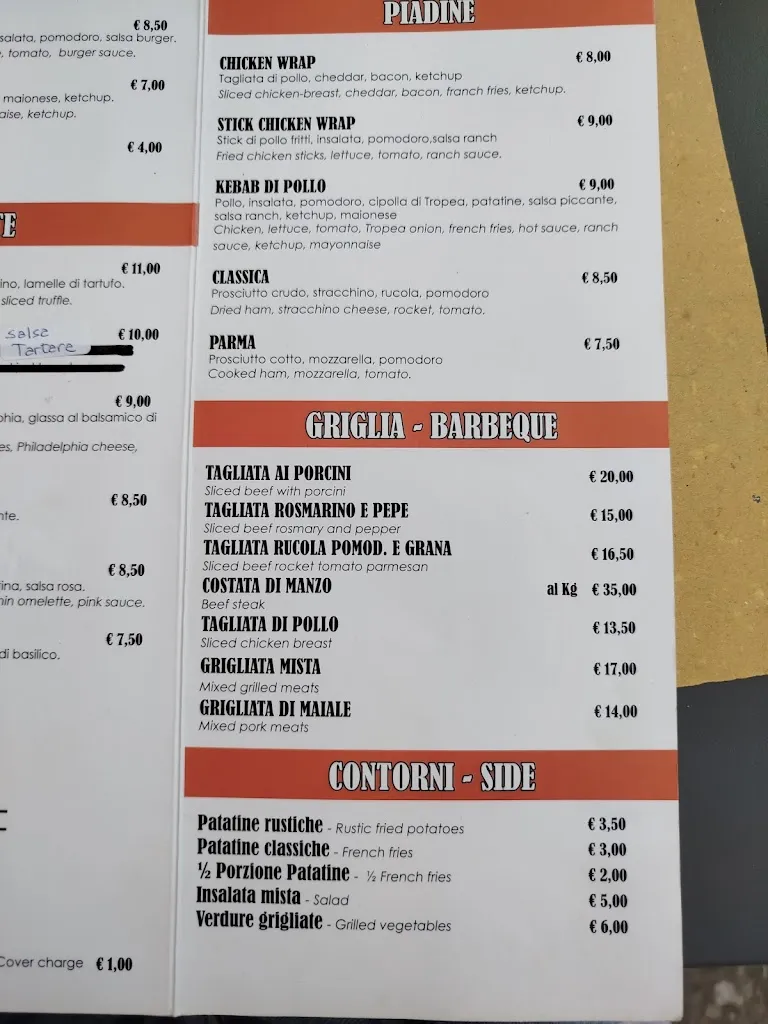 € 8,50
salata, pomodoro, salsa burger.
, tomato, burger sauce.
€ 7,00
maionese, ketchup.
aise, ketchup.
€ 4,00
TE
€ 11,00
ino, lamelle di tartufo.
sliced truffle.
salsa
Tartere
€ 10,00
€ 9,00
phia, glassa al balsamico di
es, Philadelphia cheese,
€ 8,50
nte.
€ 8,50
ina, salsa rosa.
hin omelette, pink sauce.
€ 7,50
di basilico.
Cover charge € 1,00
PIADINE
CHICKEN WRAP € 8,00
Tagliata di pollo, cheddar, bacon, ketchup
Sliced chicken-breast, cheddar, bacon, franch fries, ketchup.
STICK CHICKEN WRAP € 9,00
Stick di pollo fritti, insalata, pomodoro,salsa ranch
Fried chicken sticks, lettuce, tomato, ranch sauce.
KEBAB DI POLLO € 9,00
Pollo, insalata, pomodoro, cipolla di Tropea, patatine, salsa piccante,
salsa ranch, ketchup, maionese
Chicken, lettuce, tomato, Tropea onion, french fries, hot sauce, ranch
sauce, ketchup, mayonnaise
CLASSICA € 8,50
Prosciutto crudo, stracchino, rucola, pomodoro
Dried ham, stracchino cheese, rocket, tomato.
PARMA € 7,50
Prosciutto cotto, mozzarella, pomodoro
Cooked ham, mozzarella, tomato.
GRIGLIA - BARBEQUE
TAGLIATA AI PORCINI € 20,00
Sliced beef with porcini
TAGLIATA ROSMARINO E PEPE € 15,00
Sliced beef rosmary and pepper
TAGLIATA RUCOLA POMOD. E GRANA € 16,50
Sliced beef rocket tomato parmesan
COSTATA DI MANZO al Kg € 35,00
Beef steak
TAGLIATA DI POLLO € 13,50
Sliced chicken breast
GRIGLIATA MISTA € 17,00
Mixed grilled meats
GRIGLIATA DI MAIALE € 14,00
Mixed pork meats
CONTORNI - SIDE
Patatine rustiche - Rustic fried potatoes € 3,50
Patatine classiche - French fries € 3,00
½ Porzione Patatine - ½ French fries € 2,00
Insalata mista - Salad € 5,00
Verdure grigliate - Grilled vegetables € 6,00